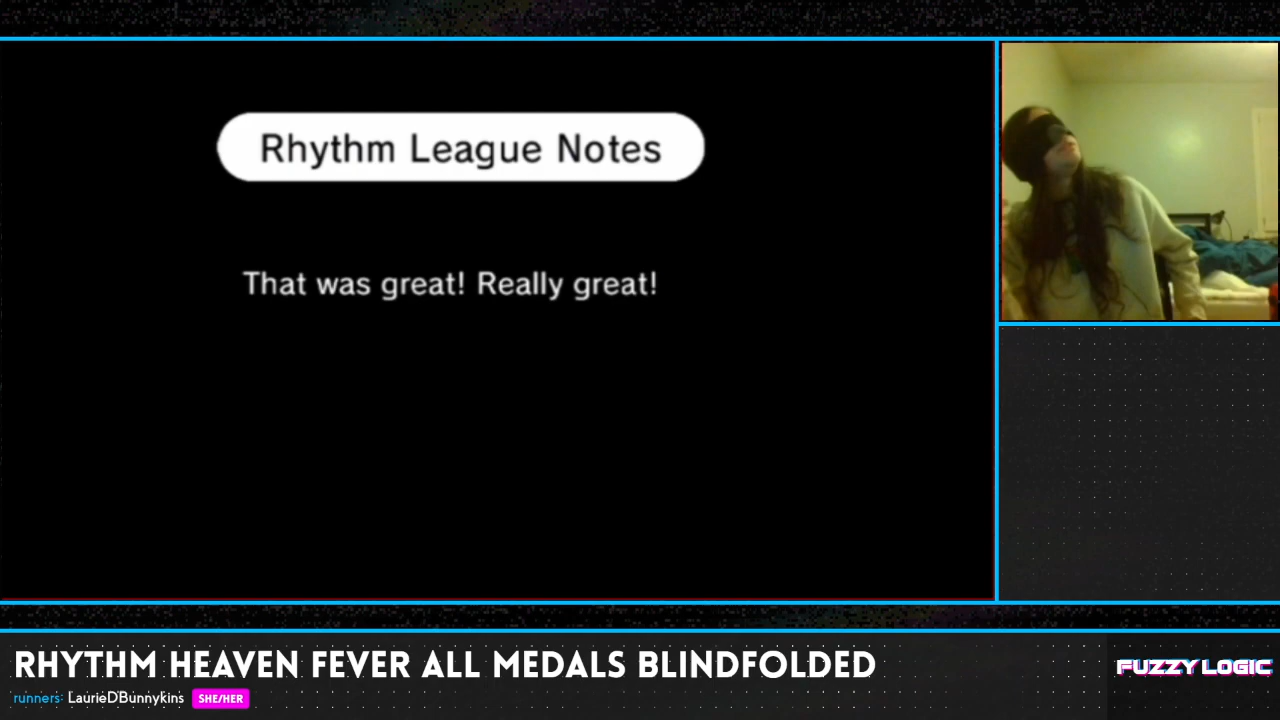 Rhythm League Notes
That was great! Really great!
RHYTHM HEAVEN FEVER ALL MEDALS BLINDFOLDED
runners: LaurieDBunnykins SHE/HER
FUZZY LOGIC